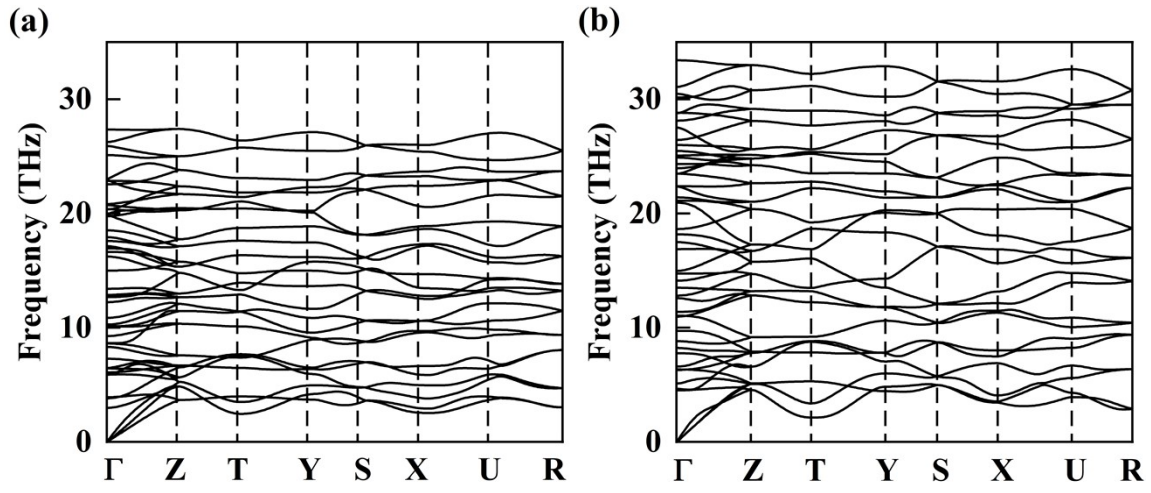 (a)
Frequency (THz)
30
20
10
0
Γ Z T Y S X U R
(b)
Frequency (THz)
30
20
10
0
Γ Z T Y S X U R